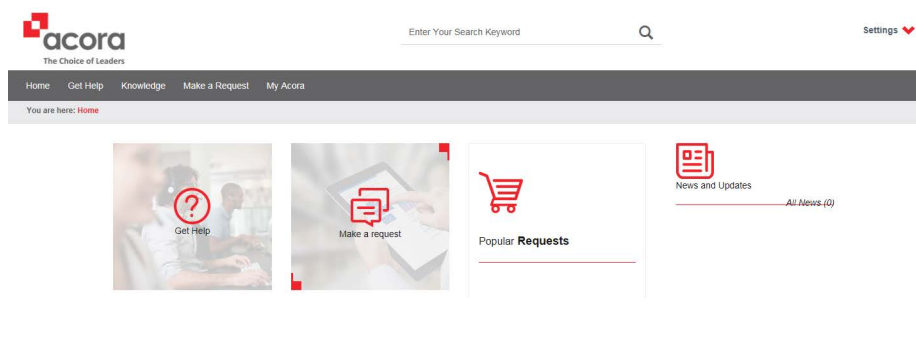 acora
The Choice of Leaders
Enter Your Search Keyword
Settings
Home Get Help Knowledge Make a Request My Acora
You are here: Home
Get Help
Make a request
Popular Requests
News and Updates
All News (0)